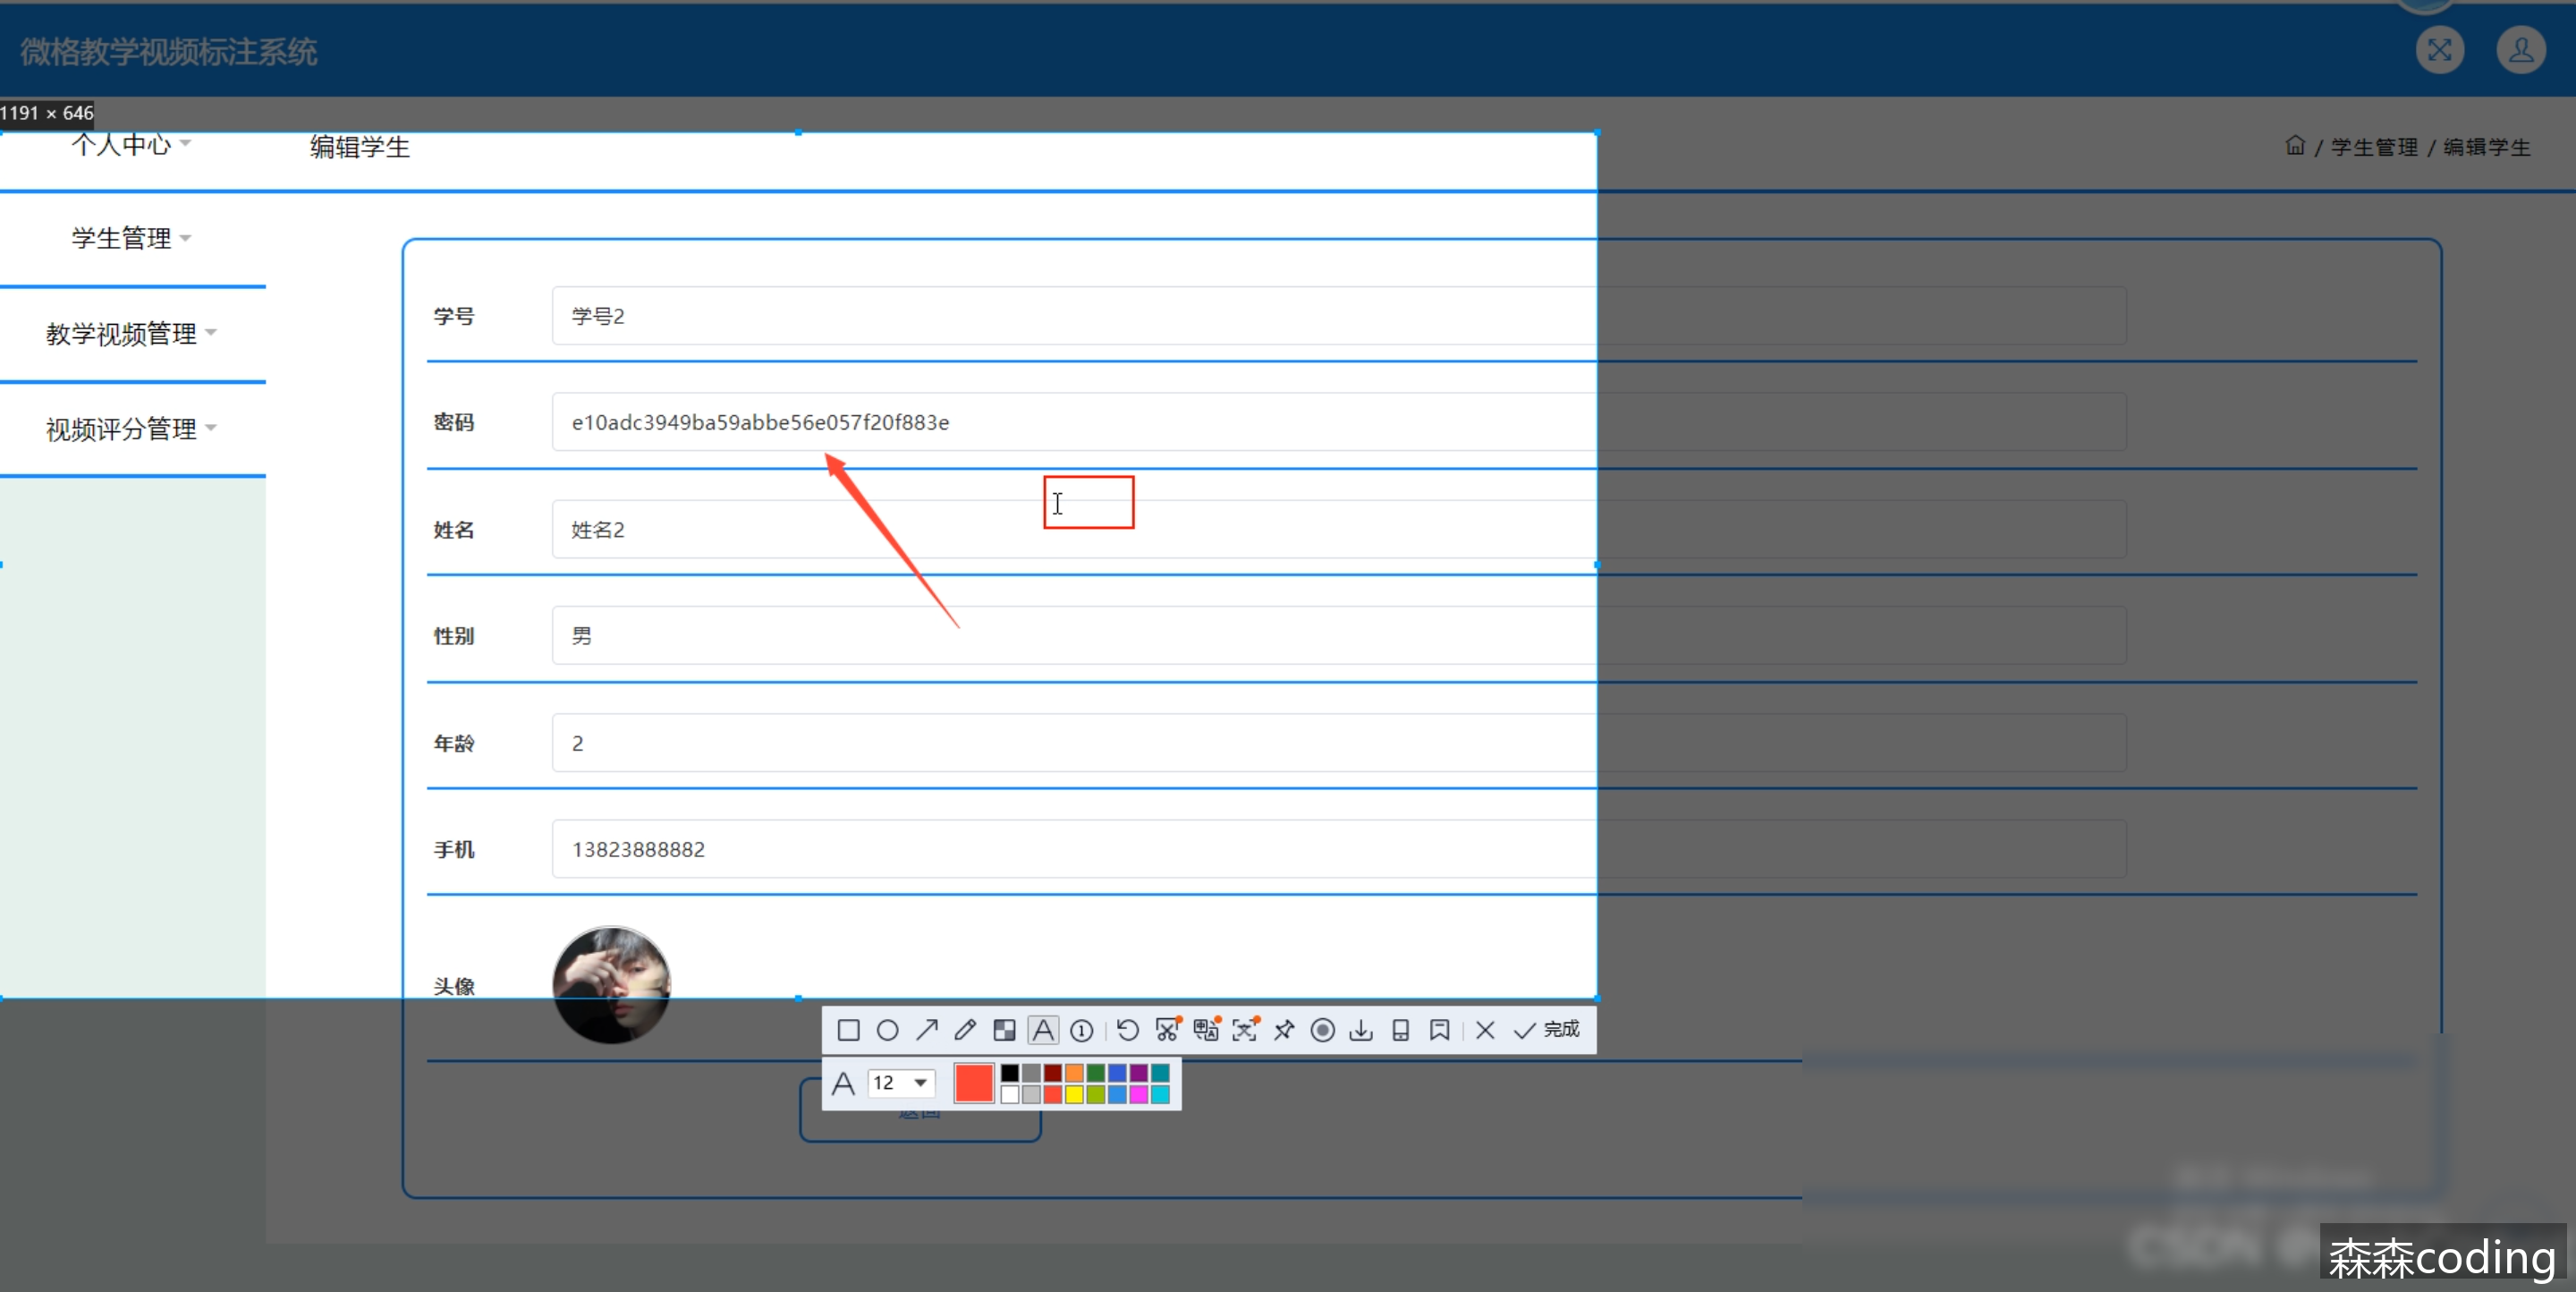 微格教学视频标注系统
1191 × 646
个人中心
编辑学生
/ 学生管理 / 编辑学生
学生管理
教学视频管理
视频评分管理
学号
学号2
密码
e10adc3949ba59abbe56e057f20f883e
姓名
姓名2
性别
男
年龄
2
手机
13823888882
头像
完成
A 12
返回
CSDN @
森森coding